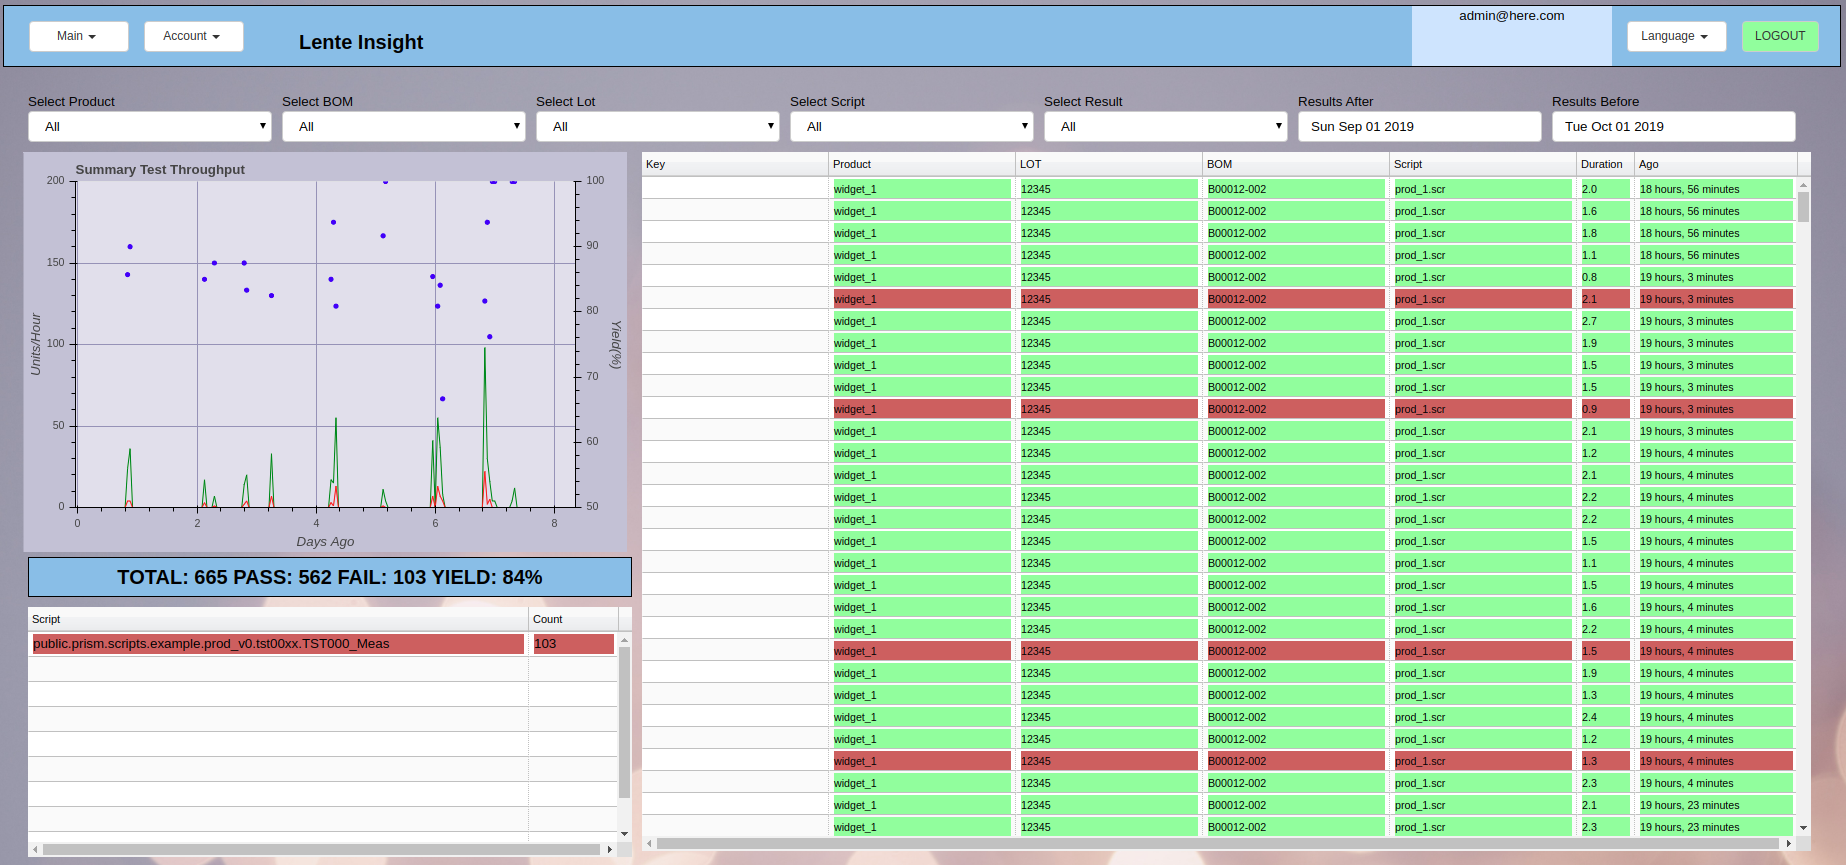 Main Account Lente Insight admin@here.com Language LOGOUT
Select Product Select BOM Select Lot Select Script Select Result Results After Results Before
All All All All All Sun Sep 01 2019 Tue Oct 01 2019
Summary Test Throughput
200
150
100
50
0
Units/Hour
100
90
80
70
60
50
Yield(%)
0 2 4 6 8
Days Ago
TOTAL: 665 PASS: 562 FAIL: 103 YIELD: 84%
Script Count
public.prism.scripts.example.prod_v0.tst00xx.TST000_Meas 103
Key Product LOT BOM Script Duration Ago
widget_1 12345 B00012-002 prod_1.scr 2.0 18 hours, 56 minutes
widget_1 12345 B00012-002 prod_1.scr 1.6 18 hours, 56 minutes
widget_1 12345 B00012-002 prod_1.scr 1.8 18 hours, 56 minutes
widget_1 12345 B00012-002 prod_1.scr 1.1 18 hours, 56 minutes
widget_1 12345 B00012-002 prod_1.scr 0.8 19 hours, 3 minutes
widget_1 12345 B00012-002 prod_1.scr 2.1 19 hours, 3 minutes
widget_1 12345 B00012-002 prod_1.scr 2.7 19 hours, 3 minutes
widget_1 12345 B00012-002 prod_1.scr 1.9 19 hours, 3 minutes
widget_1 12345 B00012-002 prod_1.scr 1.5 19 hours, 3 minutes
widget_1 12345 B00012-002 prod_1.scr 1.5 19 hours, 3 minutes
widget_1 12345 B00012-002 prod_1.scr 0.9 19 hours, 3 minutes
widget_1 12345 B00012-002 prod_1.scr 2.1 19 hours, 3 minutes
widget_1 12345 B00012-002 prod_1.scr 1.2 19 hours, 4 minutes
widget_1 12345 B00012-002 prod_1.scr 2.1 19 hours, 4 minutes
widget_1 12345 B00012-002 prod_1.scr 2.2 19 hours, 4 minutes
widget_1 12345 B00012-002 prod_1.scr 2.2 19 hours, 4 minutes
widget_1 12345 B00012-002 prod_1.scr 1.5 19 hours, 4 minutes
widget_1 12345 B00012-002 prod_1.scr 1.1 19 hours, 4 minutes
widget_1 12345 B00012-002 prod_1.scr 1.5 19 hours, 4 minutes
widget_1 12345 B00012-002 prod_1.scr 1.6 19 hours, 4 minutes
widget_1 12345 B00012-002 prod_1.scr 2.2 19 hours, 4 minutes
widget_1 12345 B00012-002 prod_1.scr 1.5 19 hours, 4 minutes
widget_1 12345 B00012-002 prod_1.scr 1.9 19 hours, 4 minutes
widget_1 12345 B00012-002 prod_1.scr 1.3 19 hours, 4 minutes
widget_1 12345 B00012-002 prod_1.scr 2.4 19 hours, 4 minutes
widget_1 12345 B00012-002 prod_1.scr 1.2 19 hours, 4 minutes
widget_1 12345 B00012-002 prod_1.scr 1.3 19 hours, 4 minutes
widget_1 12345 B00012-002 prod_1.scr 2.3 19 hours, 4 minutes
widget_1 12345 B00012-002 prod_1.scr 2.1 19 hours, 23 minutes
widget_1 12345 B00012-002 prod_1.scr 2.3 19 hours, 23 minutes